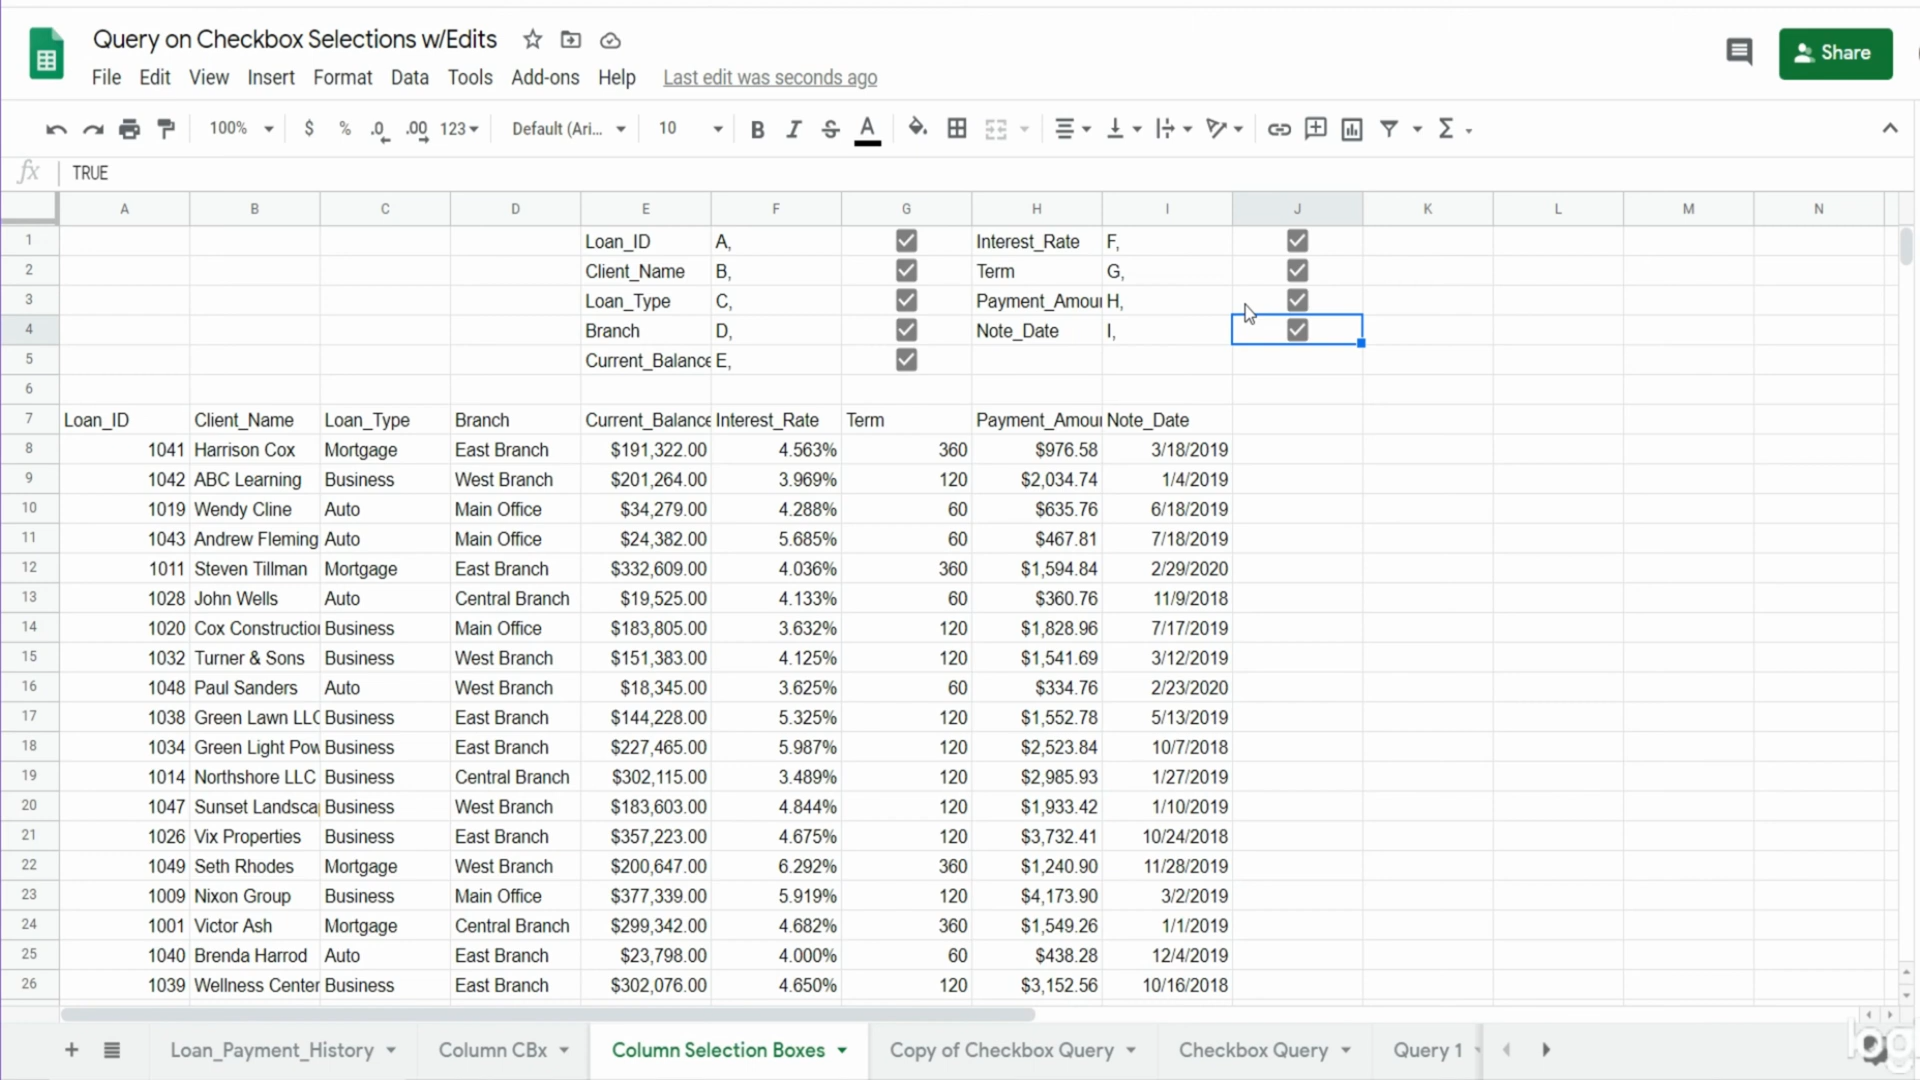 Query on Checkbox Selections w/Edits
File Edit View Insert Format Data Tools Add-ons Help Last edit was seconds ago
Share
100% $ % .0 .00 123 Default (Ari... 10 B I S A Σ
fx TRUE
A B C D E F G H I J K L M N
1 Loan_ID A, Interest_Rate F,
2 Client_Name B, Term G,
3 Loan_Type C, Payment_Amou H,
4 Branch D, Note_Date I,
5 Current_Balance E,
6
7 Loan_ID Client_Name Loan_Type Branch Current_Balance Interest_Rate Term Payment_Amou Note_Date
8 1041 Harrison Cox Mortgage East Branch $191,322.00 4.563% 360 $976.58 3/18/2019
9 1042 ABC Learning Business West Branch $201,264.00 3.969% 120 $2,034.74 1/4/2019
10 1019 Wendy Cline Auto Main Office $34,279.00 4.288% 60 $635.76 6/18/2019
11 1043 Andrew Fleming Auto Main Office $24,382.00 5.685% 60 $467.81 7/18/2019
12 1011 Steven Tillman Mortgage East Branch $332,609.00 4.036% 360 $1,594.84 2/29/2020
13 1028 John Wells Auto Central Branch $19,525.00 4.133% 60 $360.76 11/9/2018
14 1020 Cox Constructio Business Main Office $183,805.00 3.632% 120 $1,828.96 7/17/2019
15 1032 Turner & Sons Business West Branch $151,383.00 4.125% 120 $1,541.69 3/12/2019
16 1048 Paul Sanders Auto West Branch $18,345.00 3.625% 60 $334.76 2/23/2020
17 1038 Green Lawn LLC Business East Branch $144,228.00 5.325% 120 $1,552.78 5/13/2019
18 1034 Green Light Pow Business East Branch $227,465.00 5.987% 120 $2,523.84 10/7/2018
19 1014 Northshore LLC Business Central Branch $302,115.00 3.489% 120 $2,985.93 1/27/2019
20 1047 Sunset Landsca Business West Branch $183,603.00 4.844% 120 $1,933.42 1/10/2019
21 1026 Vix Properties Business East Branch $357,223.00 4.675% 120 $3,732.41 10/24/2018
22 1049 Seth Rhodes Mortgage West Branch $200,647.00 6.292% 360 $1,240.90 11/28/2019
23 1009 Nixon Group Business Main Office $377,339.00 5.919% 120 $4,173.90 3/2/2019
24 1001 Victor Ash Mortgage Central Branch $299,342.00 4.682% 360 $1,549.26 1/1/2019
25 1040 Brenda Harrod Auto East Branch $23,798.00 4.000% 60 $438.28 12/4/2019
26 1039 Wellness Center Business East Branch $302,076.00 4.650% 120 $3,152.56 10/16/2018
+ Loan_Payment_History Column CBx Column Selection Boxes Copy of Checkbox Query Checkbox Query Query 1